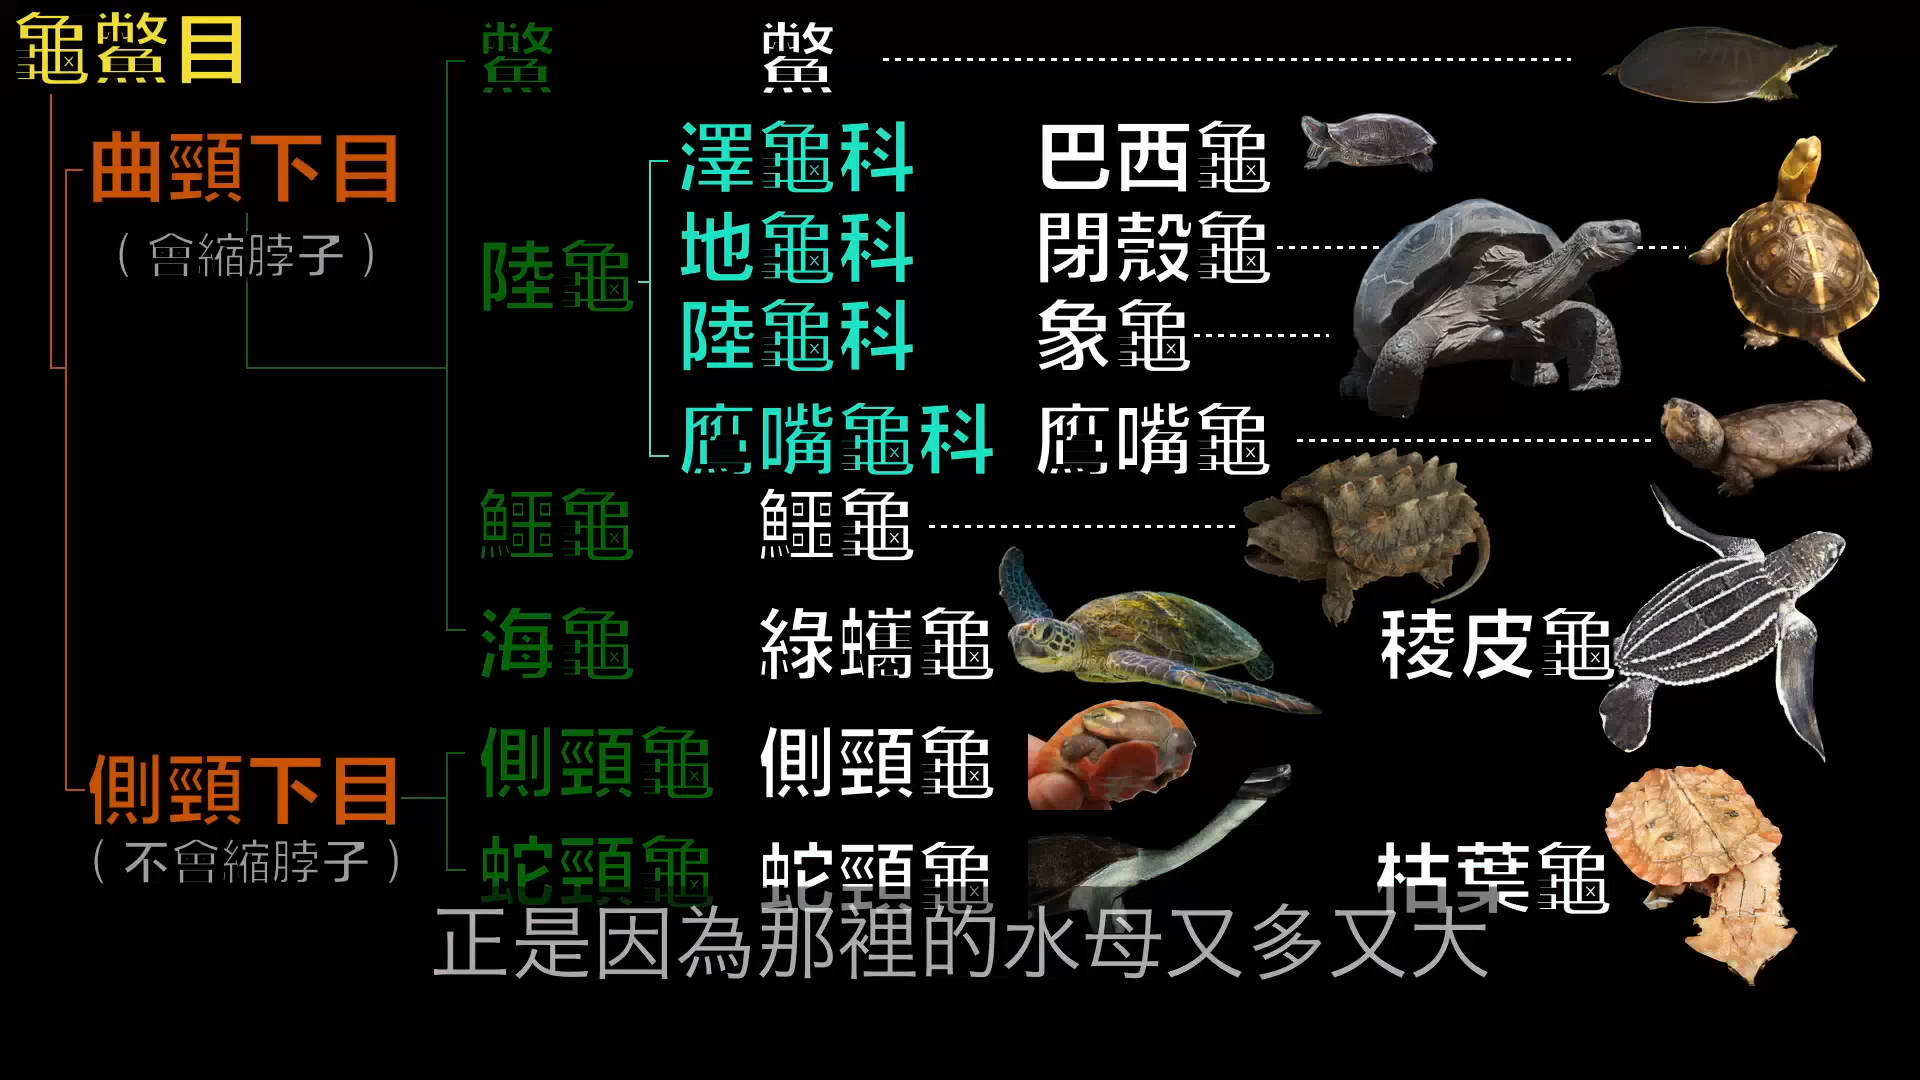 龜鱉目
鱉 鱉
曲頸下目
（會縮脖子）
陸龜
澤龜科 巴西龜
地龜科 閉殼龜
陸龜科 象龜
鷹嘴龜科 鷹嘴龜
鱷龜 鱷龜
海龜 綠蠵龜 稜皮龜
側頸下目
（不會縮脖子）
側頸龜 側頸龜
蛇頸龜 蛇頸龜 枯葉龜
正是因為那裡的水母又多又大